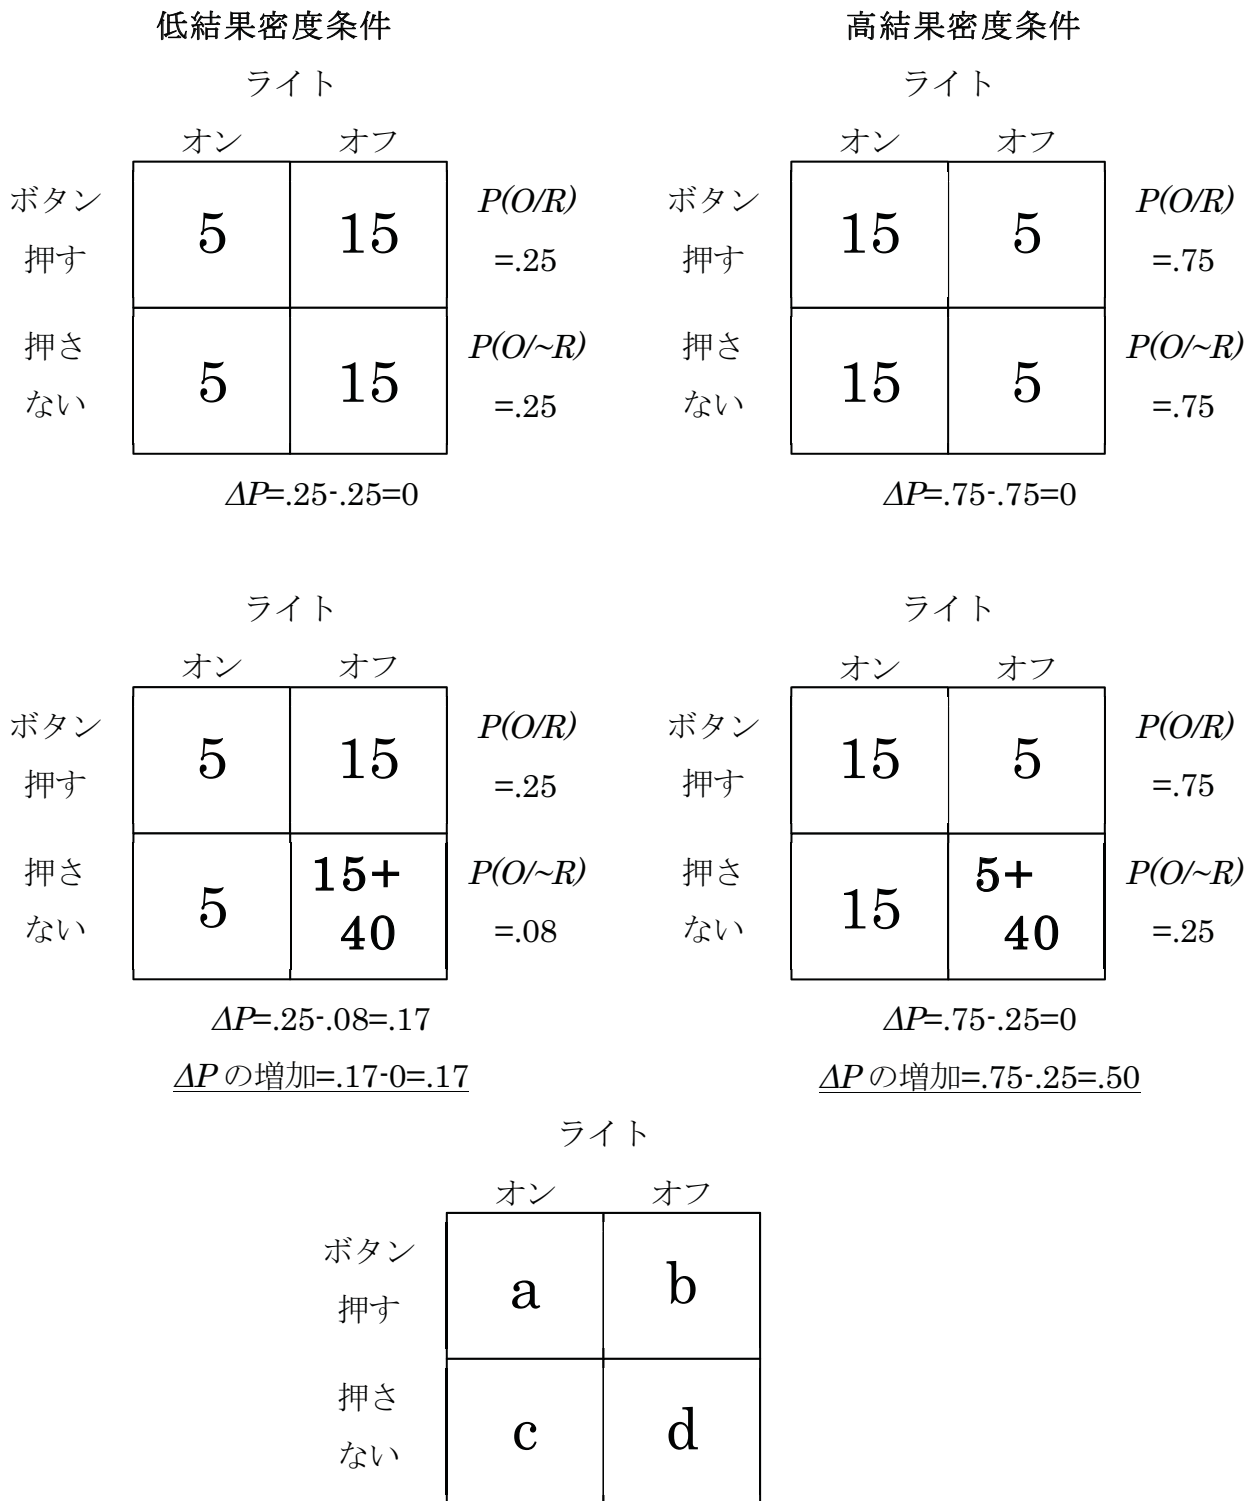 低結果密度条件 高結果密度条件
ライト ライト
オン オフ オン オフ
ボタン 5 15 P(O/R) ボタン 15 5 P(O/R)
押す =.25 押す =.75
押さ 5 15 P(O/~R) 押さ 15 5 P(O/~R)
ない =.25 ない =.75
ΔP=.25-.25=0 ΔP=.75-.75=0
ライト ライト
オン オフ オン オフ
ボタン 5 15 P(O/R) ボタン 15 5 P(O/R)
押す =.25 押す =.75
押さ 5 15+ P(O/~R) 押さ 15 5+ P(O/~R)
ない 40 =.08 ない 40 =.25
ΔP=.25-.08=.17 ΔP=.75-.25=0
ΔPの増加=.17-0=.17 ΔPの増加=.75-.25=.50
ライト
オン オフ
ボタン a b
押す
押さ c d
ない